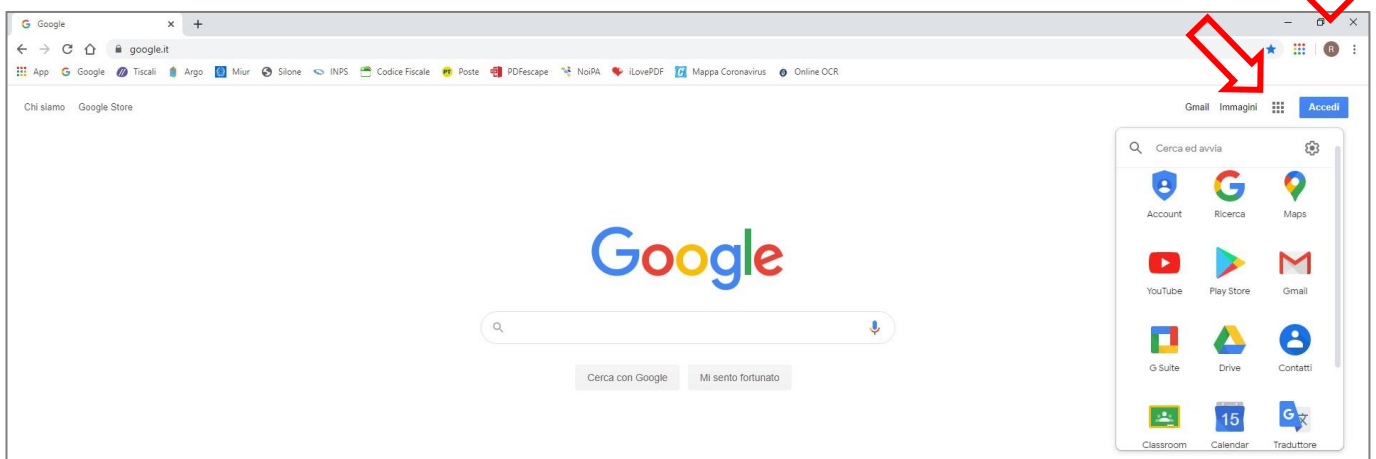 Google
google.it
R
App Google Tiscali Argo Miur Silone INPS Codice Fiscale PT Poste PDFescape NoiPA iLovePDF Mappa Coronavirus Online OCR
Chi siamo Google Store
Gmail Immagini Accedi
Cerca ed avvia
Account Ricerca Maps
Google
YouTube Play Store Gmail
G Suite Drive Contatti
Cerca con Google Mi sento fortunato
15
G
Classroom Calendar Traduttore